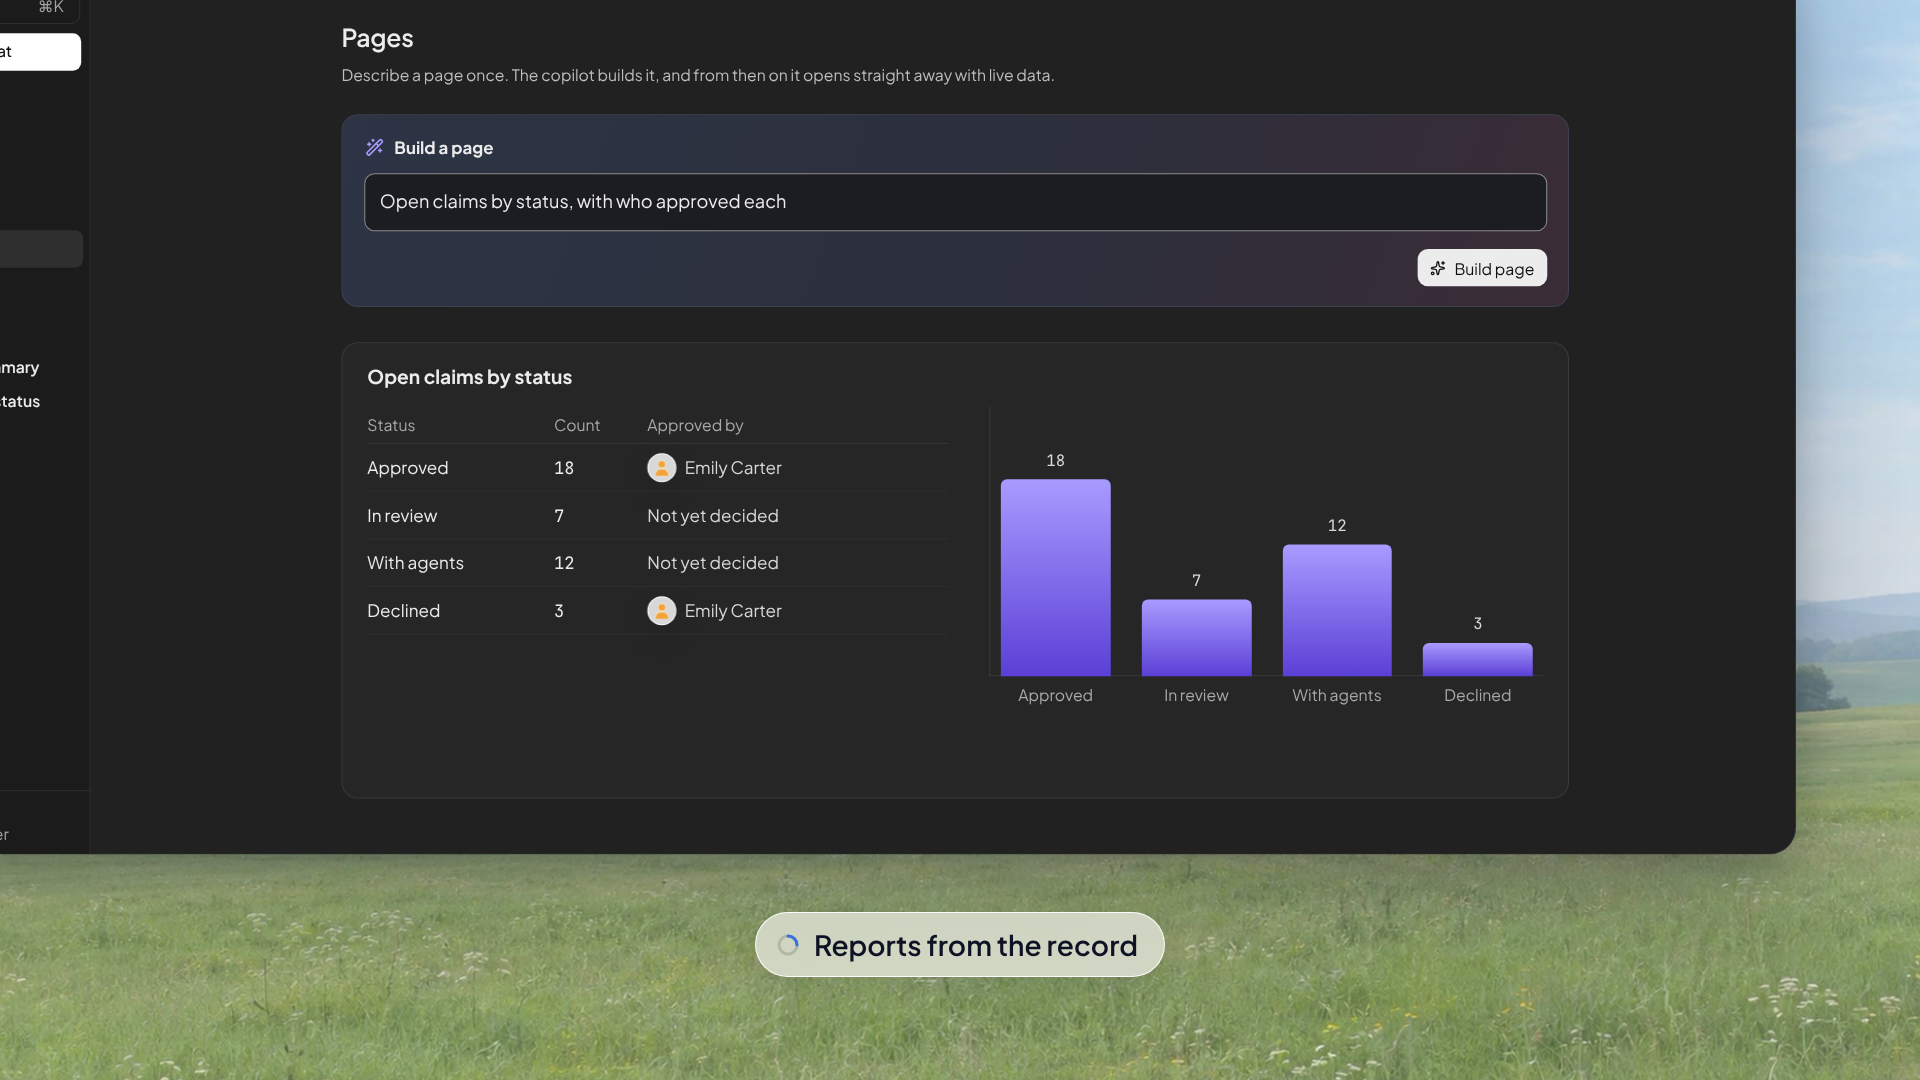 ⌘K
at
mary
tatus
er
Pages
Describe a page once. The copilot builds it, and from then on it opens straight away with live data.
Build a page
Open claims by status, with who approved each
Build page
Open claims by status
Status Count Approved by
Approved 18 Emily Carter
In review 7 Not yet decided
With agents 12 Not yet decided
Declined 3 Emily Carter
18
7
12
3
Approved In review With agents Declined
Reports from the record